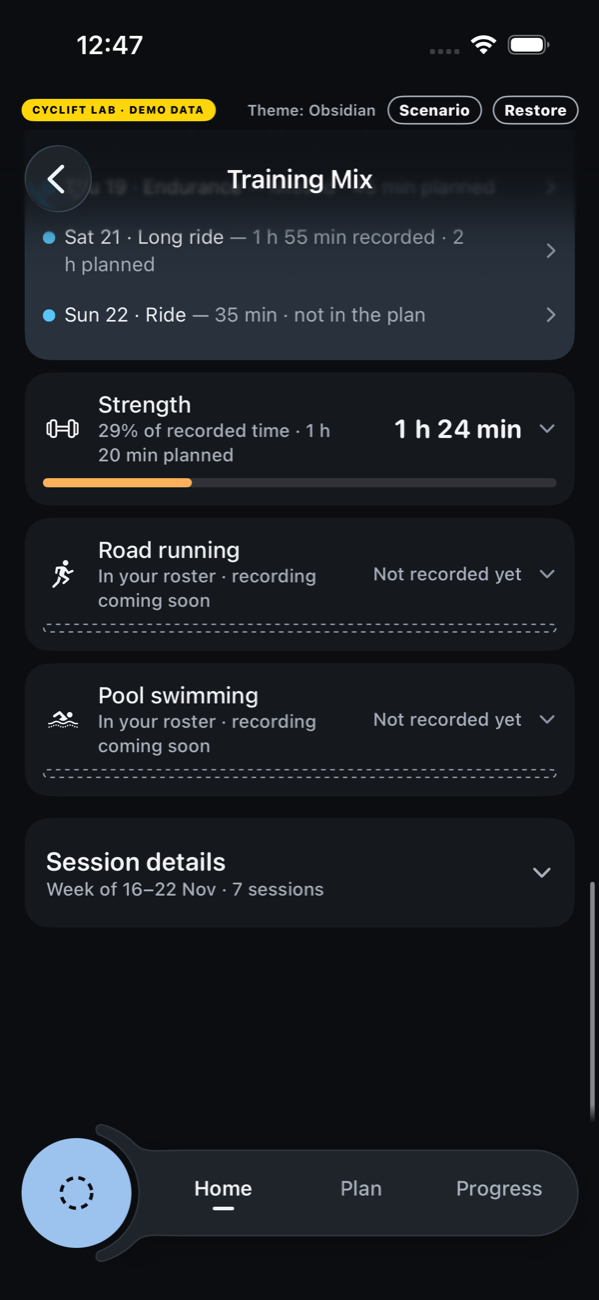 12:47
CYCLIFT LAB · DEMO DATA
Theme: Obsidian
Scenario
Restore
Training Mix
19 · Endurance
min planned
Sat 21 · Long ride — 1 h 55 min recorded · 2
h planned
Sun 22 · Ride — 35 min · not in the plan
Strength
29% of recorded time · 1 h
20 min planned
1 h 24 min
Road running
In your roster · recording
coming soon
Not recorded yet
Pool swimming
In your roster · recording
coming soon
Not recorded yet
Session details
Week of 16–22 Nov · 7 sessions
Home
Plan
Progress